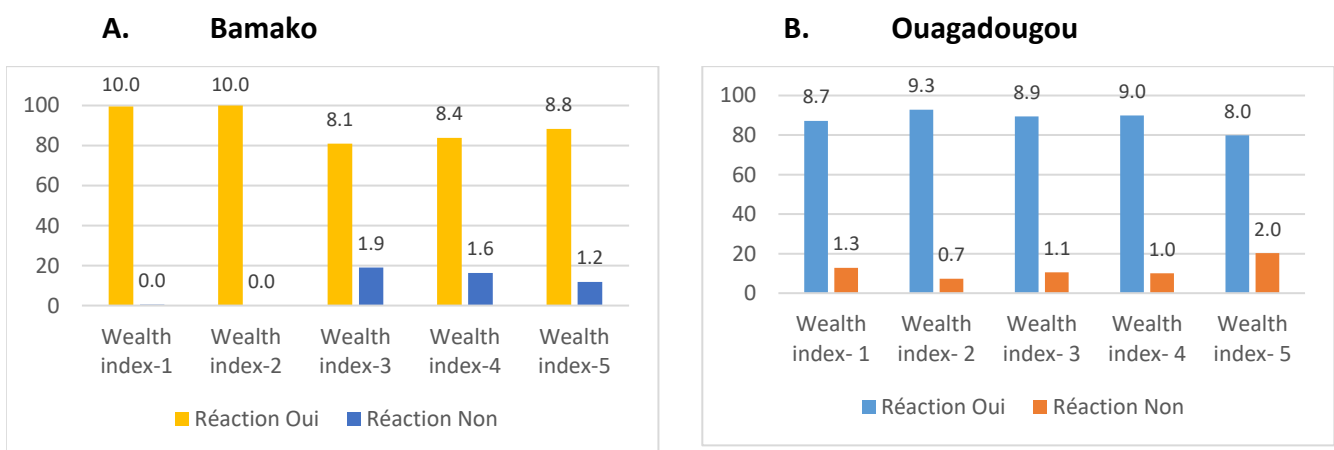 A. Bamako
10.0 10.0 8.1 8.4 8.8
0.0 0.0 1.9 1.6 1.2
100
80
60
40
20
0
Wealth Wealth Wealth Wealth Wealth
index-1 index-2 index-3 index-4 index-5
Réaction Oui Réaction Non
B. Ouagadougou
8.7 9.3 8.9 9.0 8.0
1.3 0.7 1.1 1.0 2.0
100
80
60
40
20
0
Wealth Wealth Wealth Wealth Wealth
index- 1 index- 2 index- 3 index- 4 index- 5
Réaction Oui Réaction Non